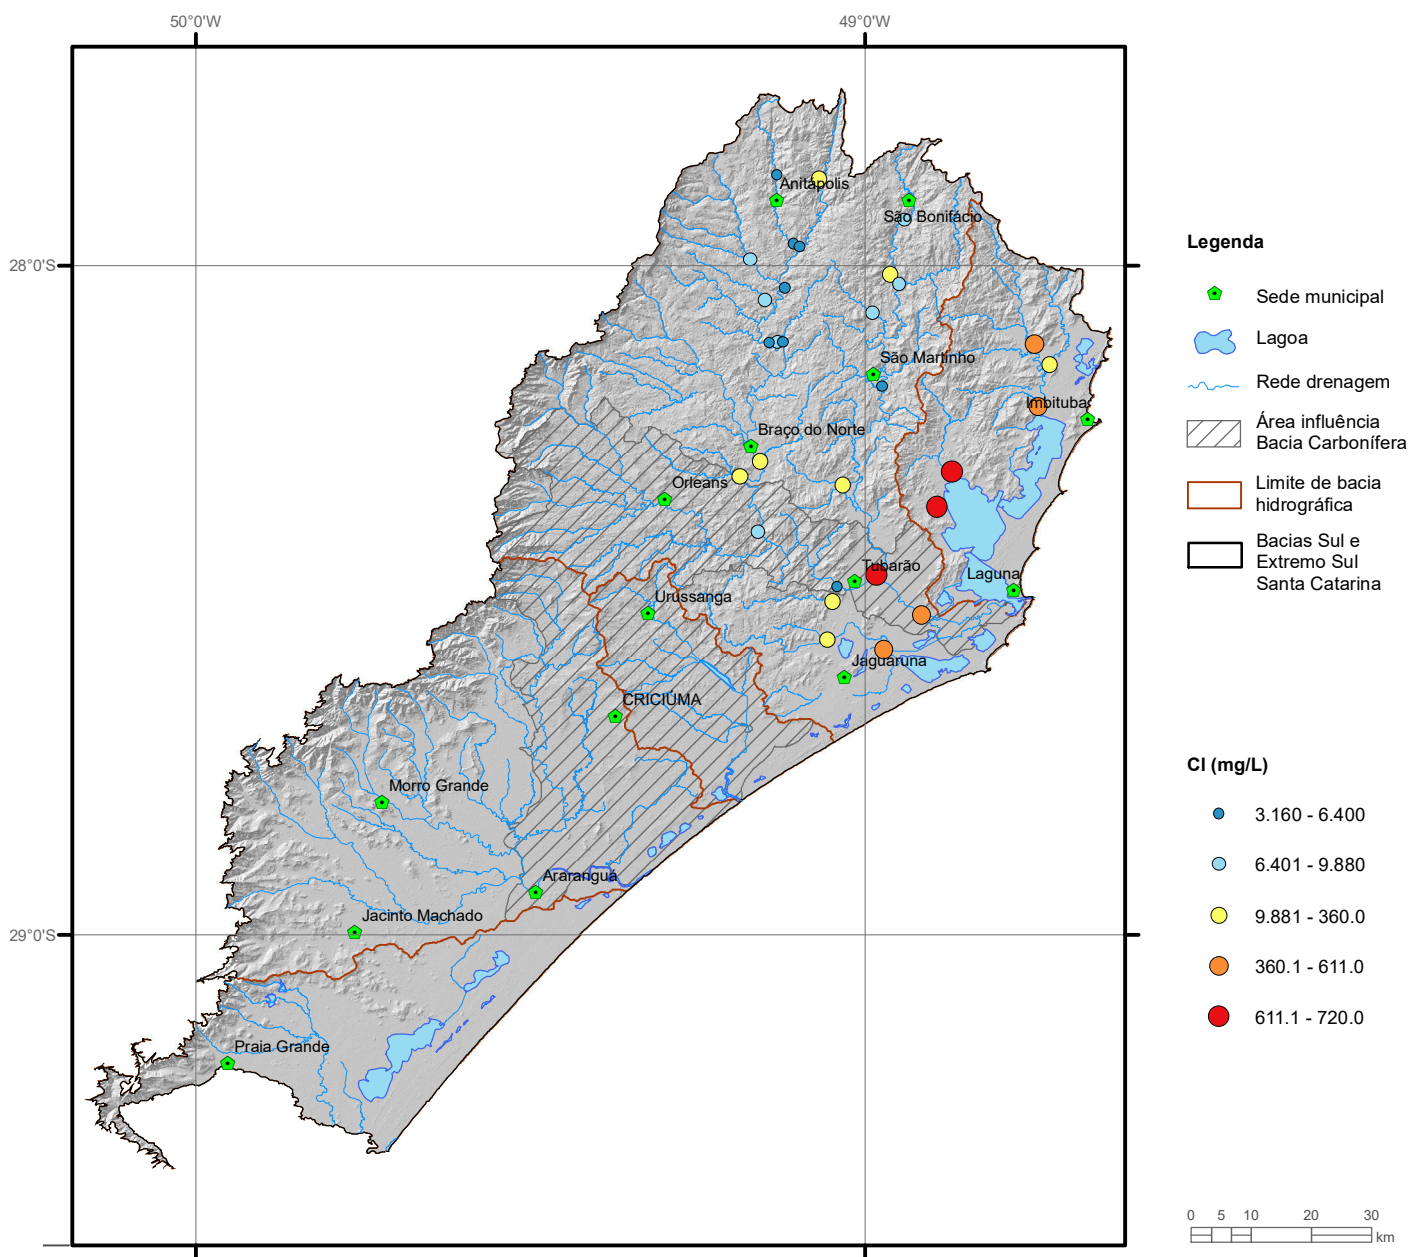 50°0'W
49°0'W
28°0'S
29°0'S
Anitápolis
São Bonifácio
São Martinho
Imbituba
Braço do Norte
Orleans
Tubarão
Laguna
Urussanga
Jaguaruna
CRICIÚMA
Morro Grande
Araranguá
Jacinto Machado
Praia Grande
Legenda
Sede municipal
Lagoa
Rede drenagem
Área influência
Bacia Carbonífera
Limite de bacia
hidrográfica
Bacias Sul e
Extremo Sul
Santa Catarina
Cl (mg/L)
3.160 - 6.400
6.401 - 9.880
9.881 - 360.0
360.1 - 611.0
611.1 - 720.0
0 5 10 20 30
km